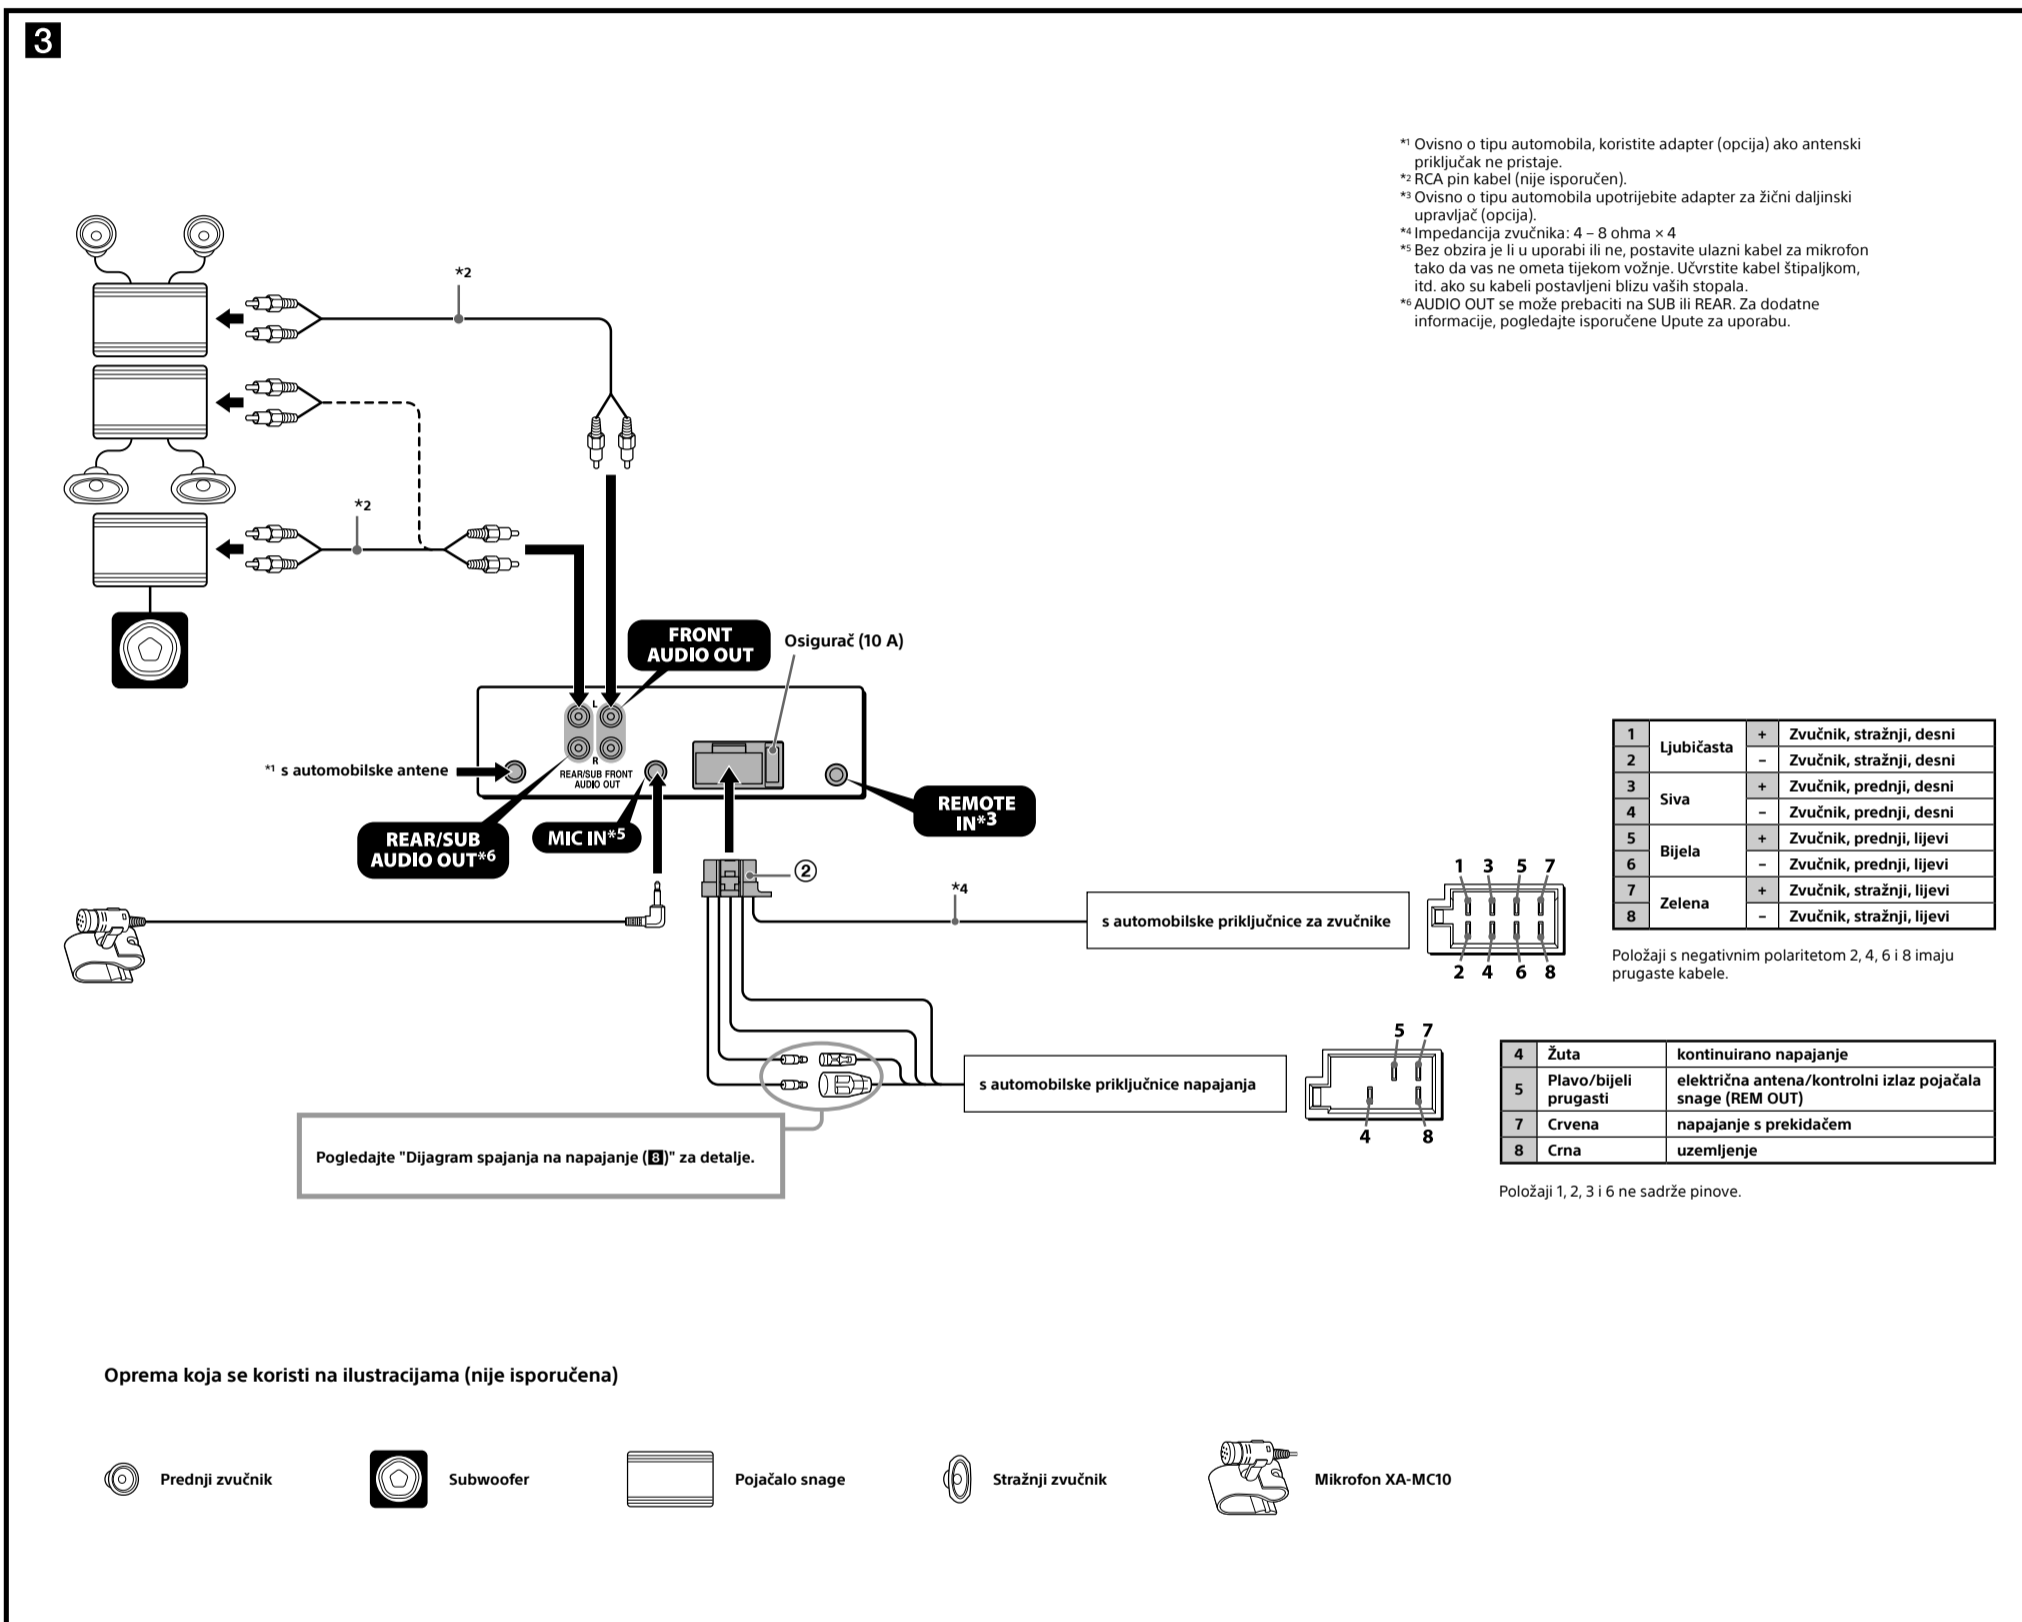 3
*1 Ovisno o tipu automobila, koristite adapter (opcija) ako antenski
priključak ne pristaje.
*2 RCA pin kabel (nije isporučen).
*3 Ovisno o tipu automobila upotrijebite adapter za žični daljinski
upravljač (opcija).
*4 Impedancija zvučnika: 4 – 8 ohma × 4
*5 Bez obzira je li u uporabi ili ne, postavite ulazni kabel za mikrofon
tako da vas ne ometa tijekom vožnje. Učvrstite kabel štipaljkom,
itd. ako su kabeli postavljeni blizu vaših stopala.
*6 AUDIO OUT se može prebaciti na SUB ili REAR. Za dodatne
informacije, pogledajte isporučene Upute za uporabu.
*2
*2
FRONT
AUDIO OUT
Osigurač (10 A)
L
R
REAR/SUB FRONT
AUDIO OUT
*1 s automobilske antene
REAR/SUB
AUDIO OUT*6
MIC IN*5
REMOTE
IN*3
②
*4
s automobilske priključnice za zvučnike
1 3 5 7
2 4 6 8
1 Ljubičasta + Zvučnik, stražnji, desni
2 – Zvučnik, stražnji, desni
3 Siva + Zvučnik, prednji, desni
4 – Zvučnik, prednji, desni
5 Bijela + Zvučnik, prednji, lijevi
6 – Zvučnik, prednji, lijevi
7 Zelena + Zvučnik, stražnji, lijevi
8 – Zvučnik, stražnji, lijevi
Položaji s negativnim polaritetom 2, 4, 6 i 8 imaju
prugaste kabele.
s automobilske priključnice napajanja
5 7
4 8
4 Žuta kontinuirano napajanje
5 Plavo/bijeli prugasti električna antena/kontrolni izlaz pojačala snage (REM OUT)
7 Crvena napajanje s prekidačem
8 Crna uzemljenje
Položaji 1, 2, 3 i 6 ne sadrže pinove.
Pogledajte "Dijagram spajanja na napajanje (8)" za detalje.
Oprema koja se koristi na ilustracijama (nije isporučena)
Prednji zvučnik
Subwoofer
Pojačalo snage
Stražnji zvučnik
Mikrofon XA-MC10